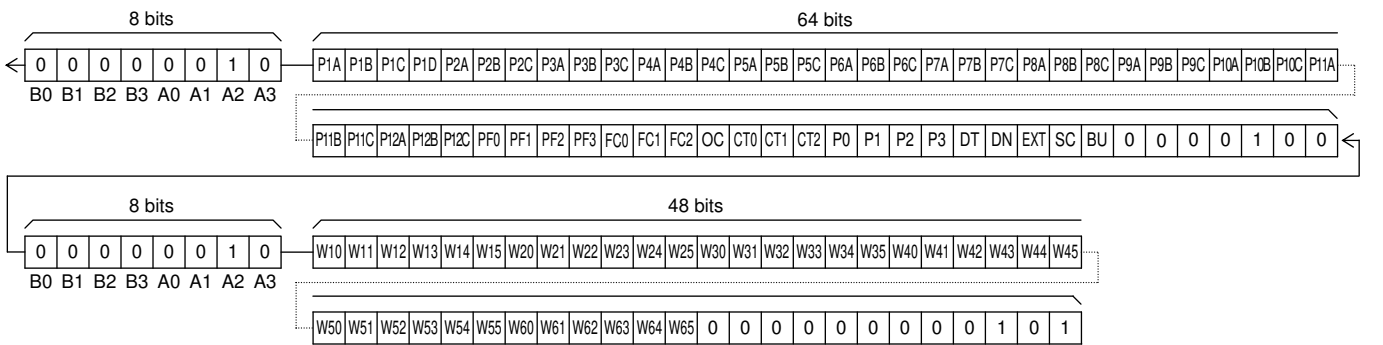 8 bits 64 bits
0 0 0 0 0 0 1 0 P1A P1B P1C P1D P2A P2B P2C P3A P3B P3C P4A P4B P4C P5A P5B P5C P6A P6B P6C P7A P7B P7C P8A P8B P8C P9A P9B P9C P10A P10B P10C P11A
B0 B1 B2 B3 A0 A1 A2 A3
P11B P11C P12A P12B P12C PF0 PF1 PF2 PF3 FC0 FC1 FC2 OC CT0 CT1 CT2 P0 P1 P2 P3 DT DN EXT SC BU 0 0 0 0 1 0 0
8 bits 48 bits
0 0 0 0 0 0 1 0 W10 W11 W12 W13 W14 W15 W20 W21 W22 W23 W24 W25 W30 W31 W32 W33 W34 W35 W40 W41 W42 W43 W44 W45
B0 B1 B2 B3 A0 A1 A2 A3
W50 W51 W52 W53 W54 W55 W60 W61 W62 W63 W64 W65 0 0 0 0 0 0 0 0 0 1 0 1